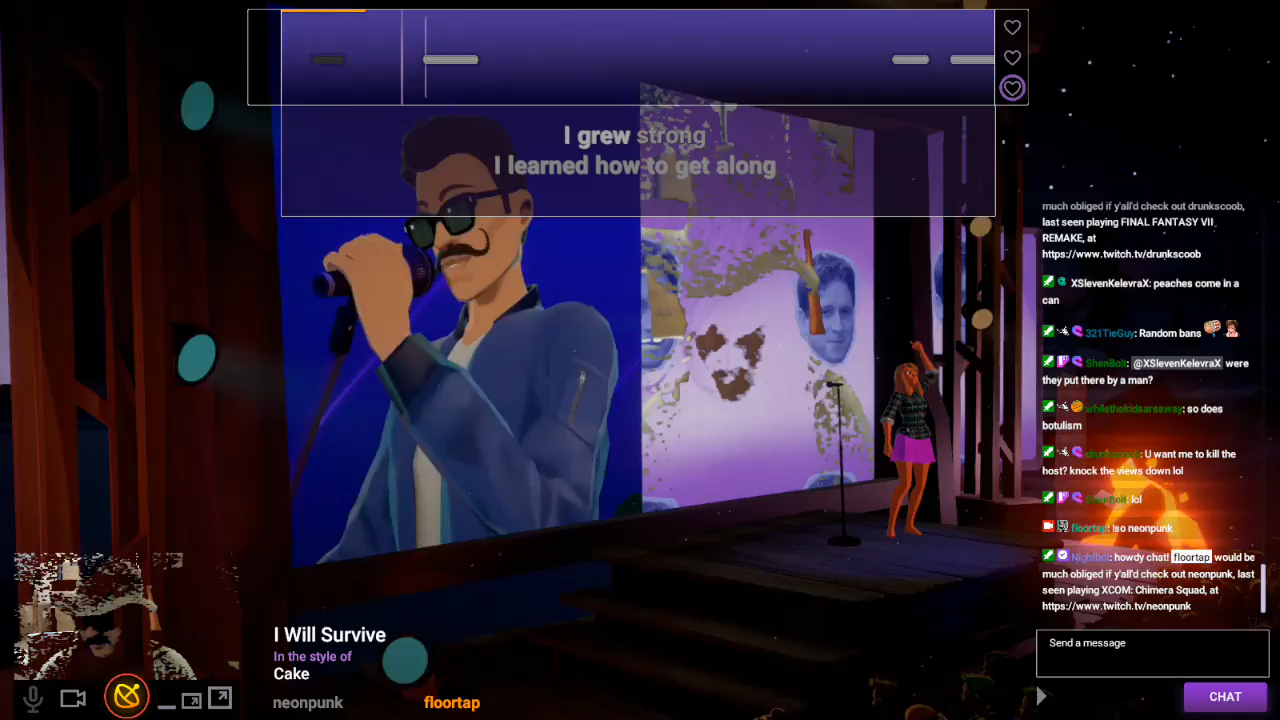 I grew strong
I learned how to get along
much obliged if y'all'd check out drunkscoob,
last seen playing FINAL FANTASY VII
REMAKE, at
https://www.twitch.tv/drunkscoob
XSlevenKelevraX: peaches come in a
can
321TieGuy: Random bans
ShenBolt: @XSlevenKelevraX were
they put there by a man?
whilethekidsareaway: so does
botulism
drunkscoob: U want me to kill the
host? knock the views down lol
ShenBolt: lol
floortap: !so neonpunk
Nightbot: howdy chat! floortap would be
much obliged if y'all'd check out neonpunk, last
seen playing XCOM: Chimera Squad, at
https://www.twitch.tv/neonpunk
Send a message
CHAT
I Will Survive
In the style of
Cake
neonpunk floortap